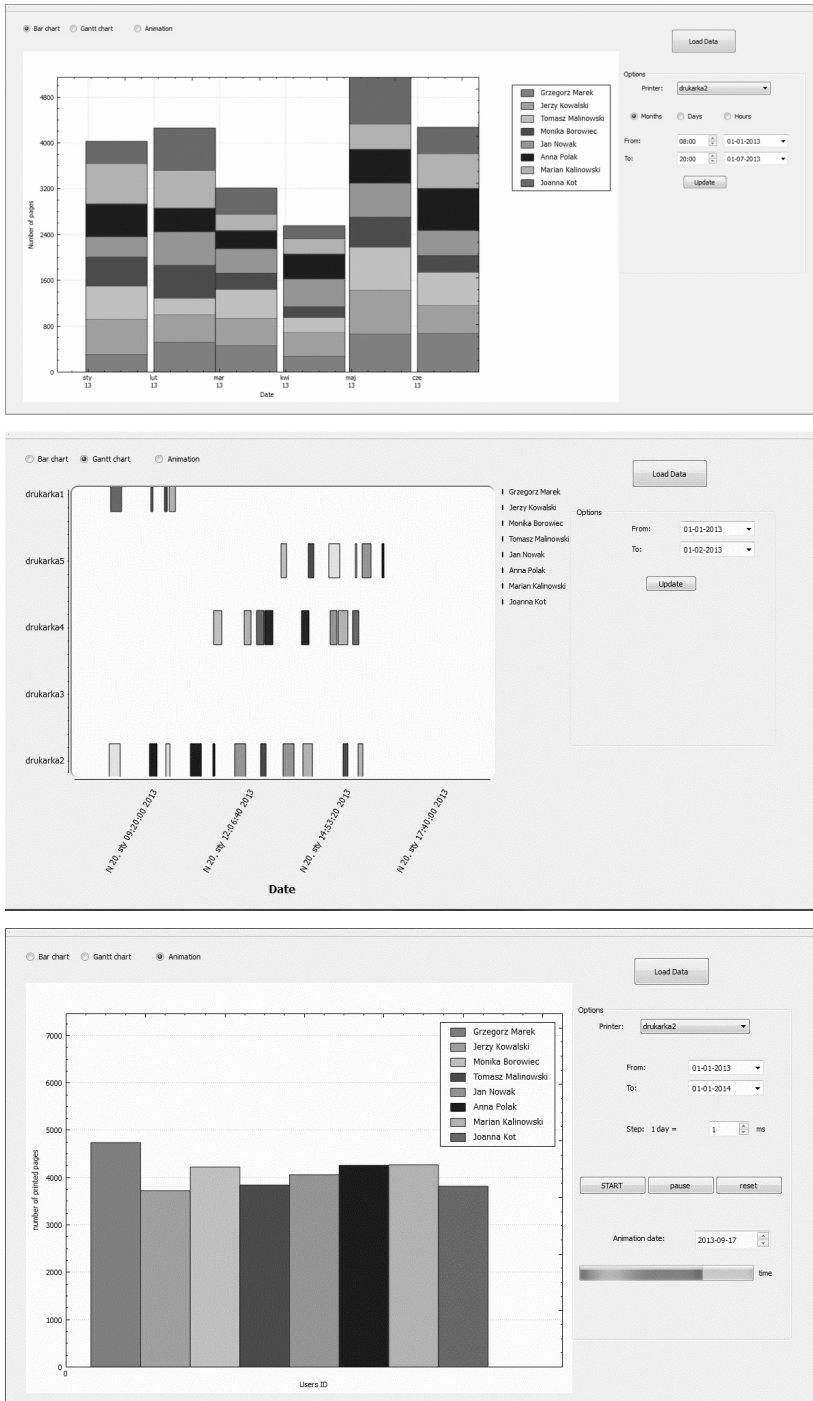 Bar chart Gantt chart Animation
Load Data
Options
Printer: drukarka2
Months Days Hours
From: 08:00 01-01-2013
To: 20:00 01-07-2013
Update
Number of pages
4800
4000
3200
2400
1600
800
0
sty 13
lut 13
mar 13
kwi 13
maj 13
cze 13
Date
Grzegorz Marek
Jerzy Kowalski
Tomasz Malinowski
Monika Borowiec
Jan Nowak
Anna Polak
Marian Kalinowski
Joanna Kot
Bar chart Gantt chart Animation
Load Data
Options
From: 01-01-2013
To: 01-02-2013
Update
drukarka1
drukarka5
drukarka4
drukarka3
drukarka2
N 20. sty 09:20:00 2013
N 20. sty 12:06:40 2013
N 20. sty 14:53:20 2013
N 20. sty 17:40:00 2013
Date
Grzegorz Marek
Jerzy Kowalski
Monika Borowiec
Tomasz Malinowski
Jan Nowak
Anna Polak
Marian Kalinowski
Joanna Kot
Bar chart Gantt chart Animation
Load Data
Options
Printer: drukarka2
From: 01-01-2013
To: 01-01-2014
Step: 1 day = 1 ms
START pause reset
Animation date: 2013-09-17
time
number of printed pages
7000
6000
5000
4000
3000
2000
1000
0
0
Users ID
Grzegorz Marek
Jerzy Kowalski
Monika Borowiec
Tomasz Malinowski
Jan Nowak
Anna Polak
Marian Kalinowski
Joanna Kot